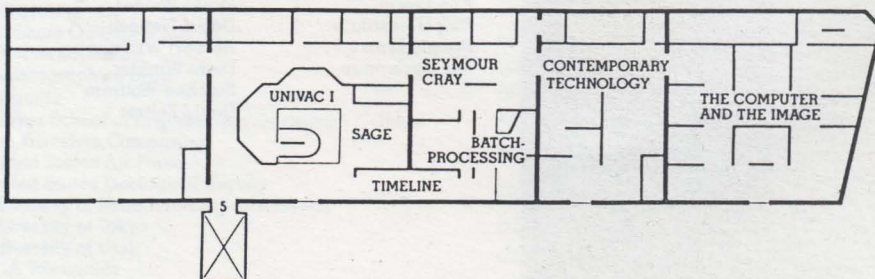 SEYMOUR
CRAY
CONTEMPORARY
TECHNOLOGY
UNIVAC I
THE COMPUTER
AND THE IMAGE
SAGE
BATCH-
PROCESSING
TIMELINE
5